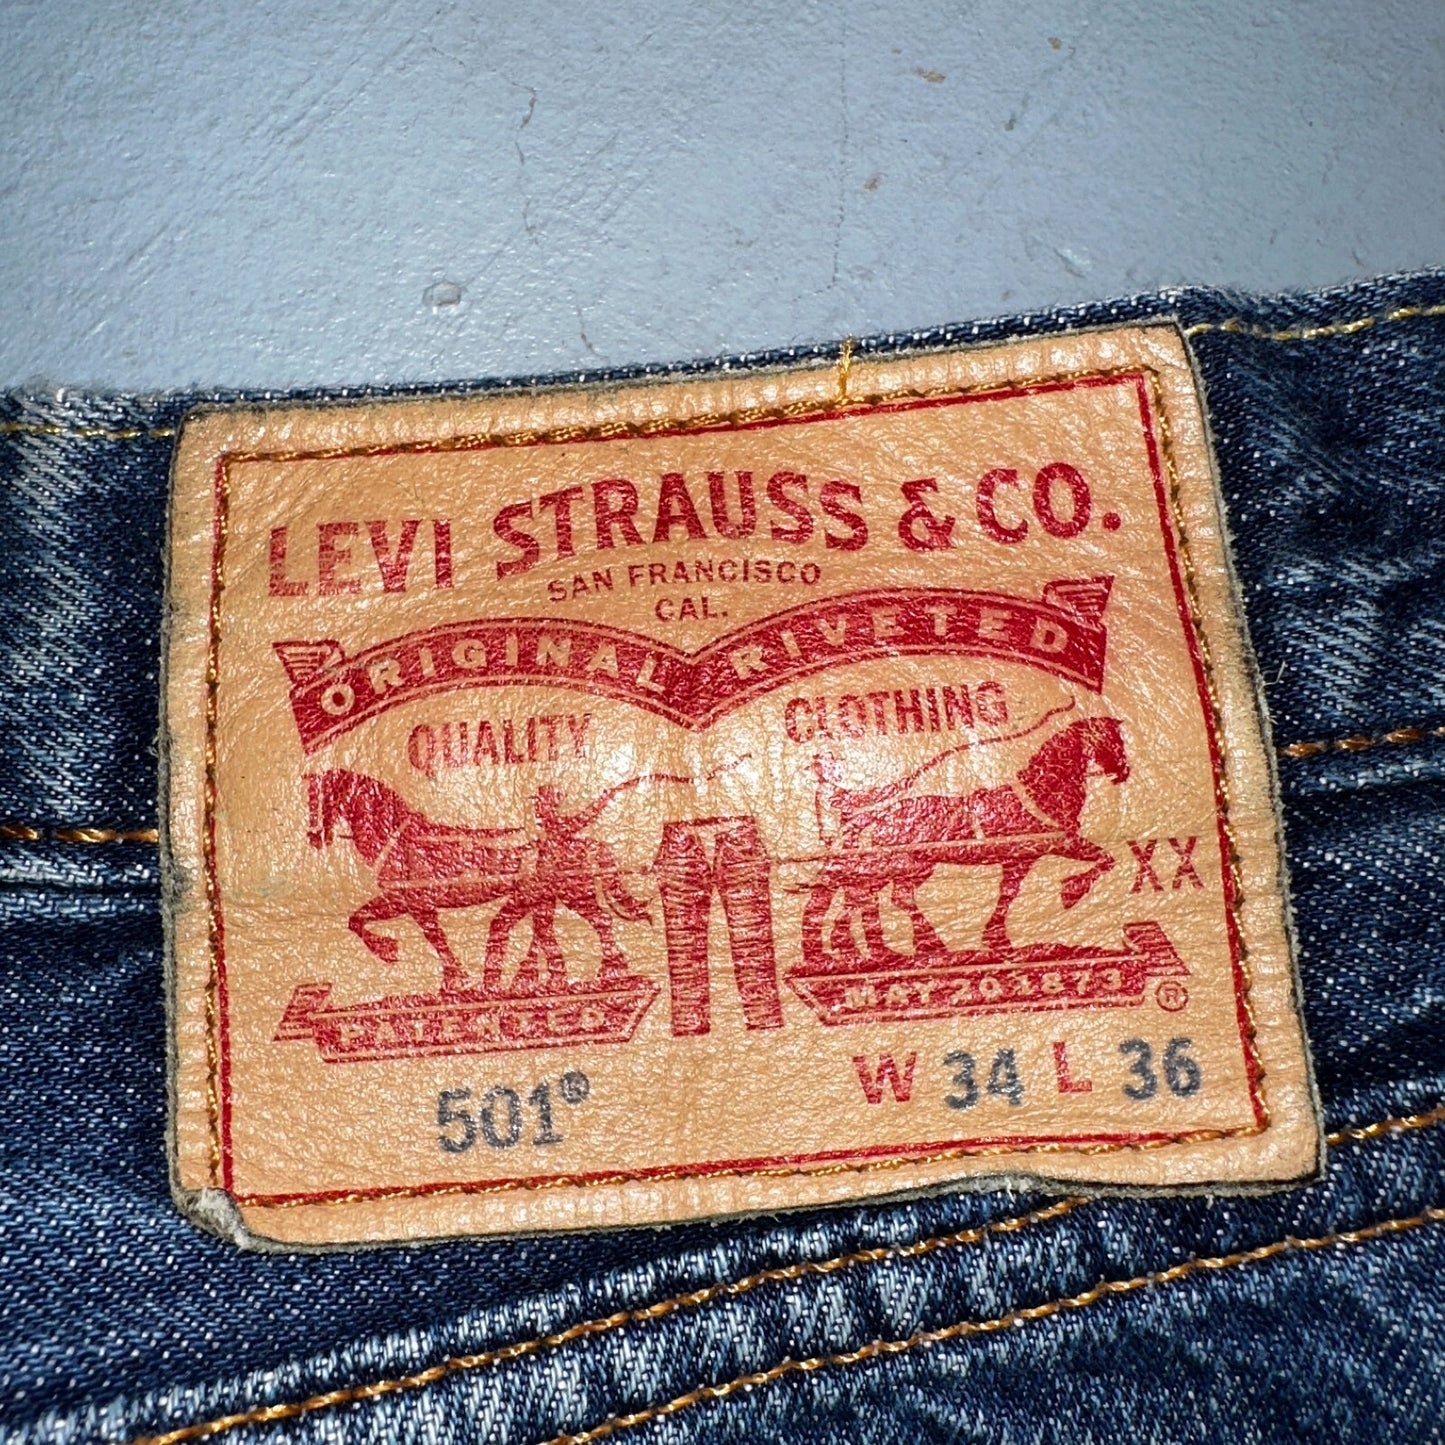 LEVI STRAUSS & CO.
SAN FRANCISCO
CAL.
ORIGINAL RIVETED
QUALITY CLOTHING
XX
PATENTED MAY 20 1873 ®
501® W 34 L 36